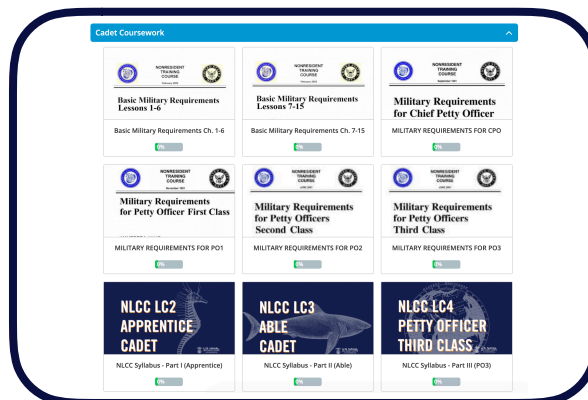 Cadet Coursework
NONRESIDENT
TRAINING
COURSE
Basic Military Requirements
Lessons 1-6
Basic Military Requirements Ch. 1-6
0%
NONRESIDENT
TRAINING
COURSE
Basic Military Requirements
Lessons 7-15
Basic Military Requirements Ch. 7-15
0%
NONRESIDENT
TRAINING
COURSE
Military Requirements
for Chief Petty Officer
MILITARY REQUIREMENTS FOR CPO
0%
NONRESIDENT
TRAINING
COURSE
Military Requirements
for Petty Officer First Class
MILITARY REQUIREMENTS FOR PO1
0%
NONRESIDENT
TRAINING
COURSE
Military Requirements
for Petty Officers
Second Class
MILITARY REQUIREMENTS FOR PO2
0%
NONRESIDENT
TRAINING
COURSE
Military Requirements
for Petty Officers
Third Class
MILITARY REQUIREMENTS FOR PO3
0%
NLCC LC2
APPRENTICE
CADET
NLCC Syllabus - Part I (Apprentice)
0%
NLCC LC3
ABLE
CADET
NLCC Syllabus - Part II (Able)
0%
NLCC LC4
PETTY OFFICER
THIRD CLASS
NLCC Syllabus - Part III (PO3)
0%